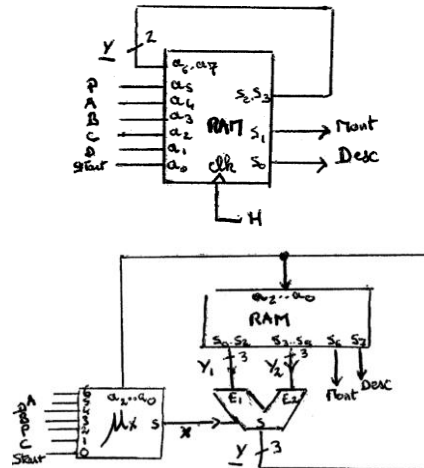 Y 2
a6..a7
P a5 S2.S3
A a4
B a3 RAM S1 Mont
C a2
D a1 S0 Desc
Start a0 clk
H
a2...a0
RAM
S0..S2 S3..S5 S6 S7
Y1 3 Y2 3
Mont Desc
A a2..a0 E1 E2
Mx S X S
C 1
Start 0
Y 3